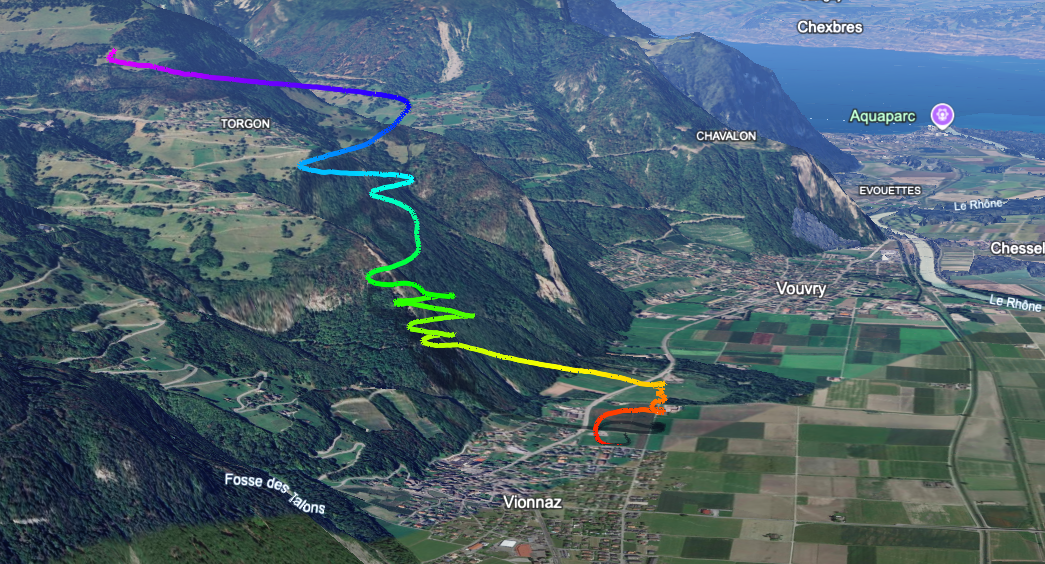 Chexbres
Aquaparc
TORGON
CHAVALON
EVOUETTES
Le Rhône
Chessel
Vouvry
Le Rhône
Fosse des Talons
Vionnaz